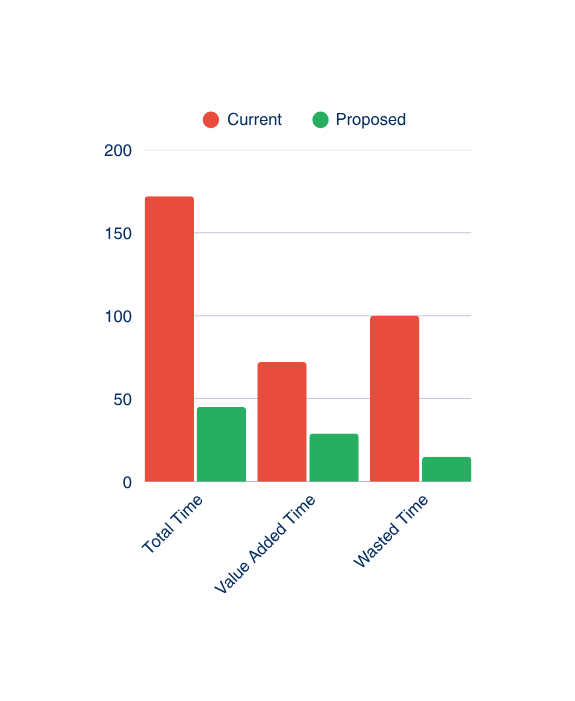 Current Proposed
200
150
100
50
0
Total Time
Value Added Time
Wasted Time